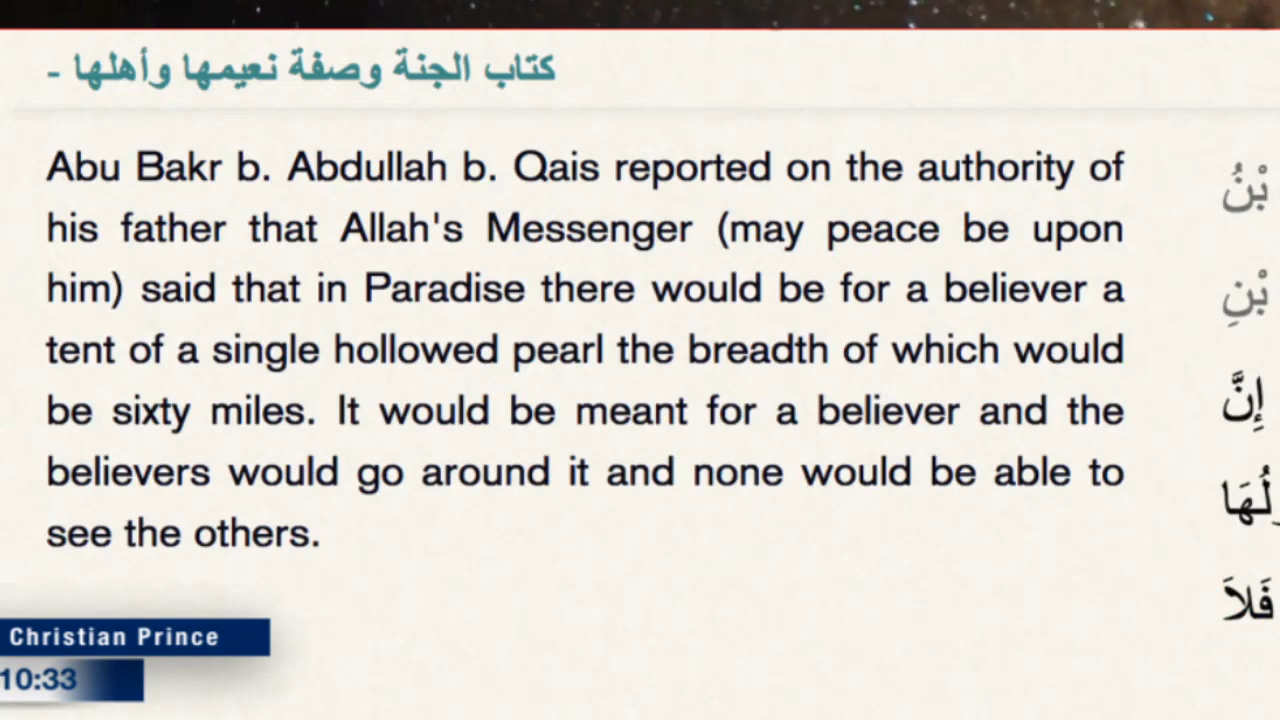 كتاب الجنة وصفة نعيمها وأهلها -
Abu Bakr b. Abdullah b. Qais reported on the authority of
his father that Allah's Messenger (may peace be upon
him) said that in Paradise there would be for a believer a
tent of a single hollowed pearl the breadth of which would
be sixty miles. It would be meant for a believer and the
believers would go around it and none would be able to
see the others.
بْنُ
بْنِ
إِنَّ
فَلاَ
Christian Prince
10:33